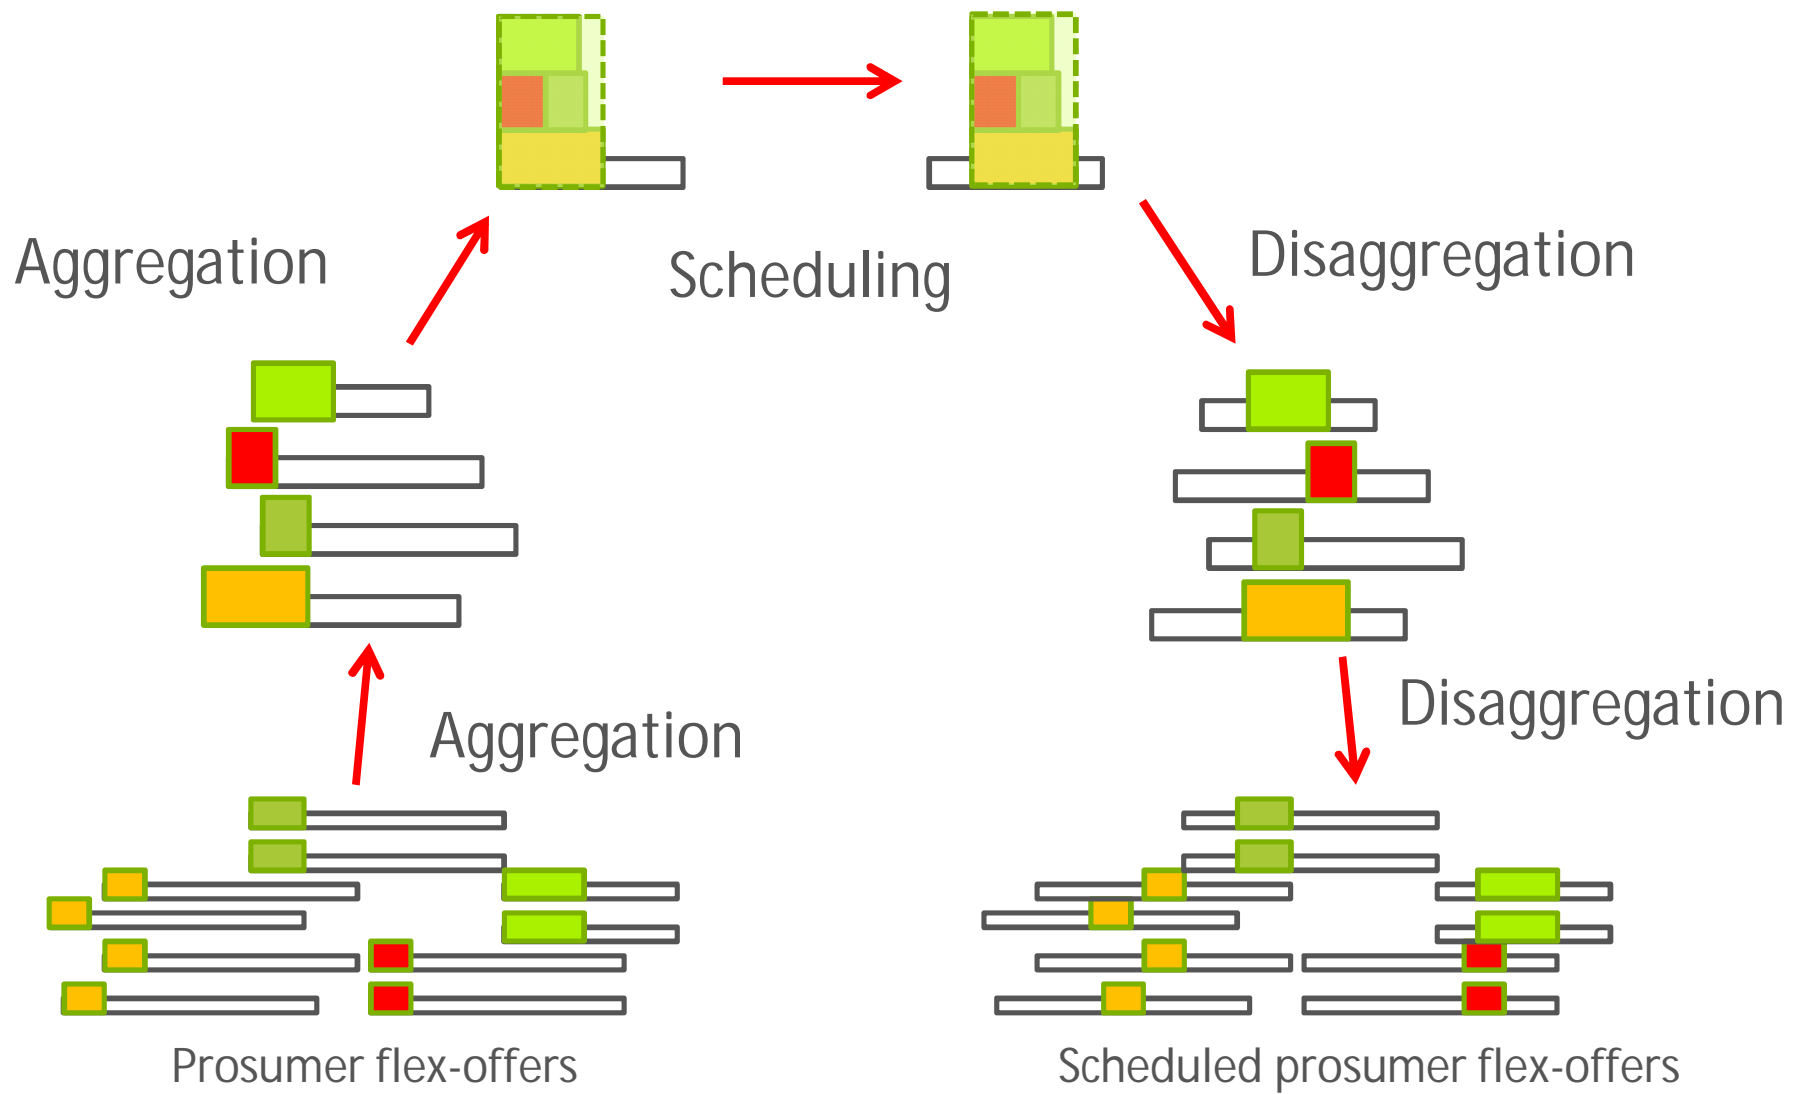 Aggregation
Scheduling
Disaggregation
Aggregation
Disaggregation
Prosumer flex-offers
Scheduled prosumer flex-offers